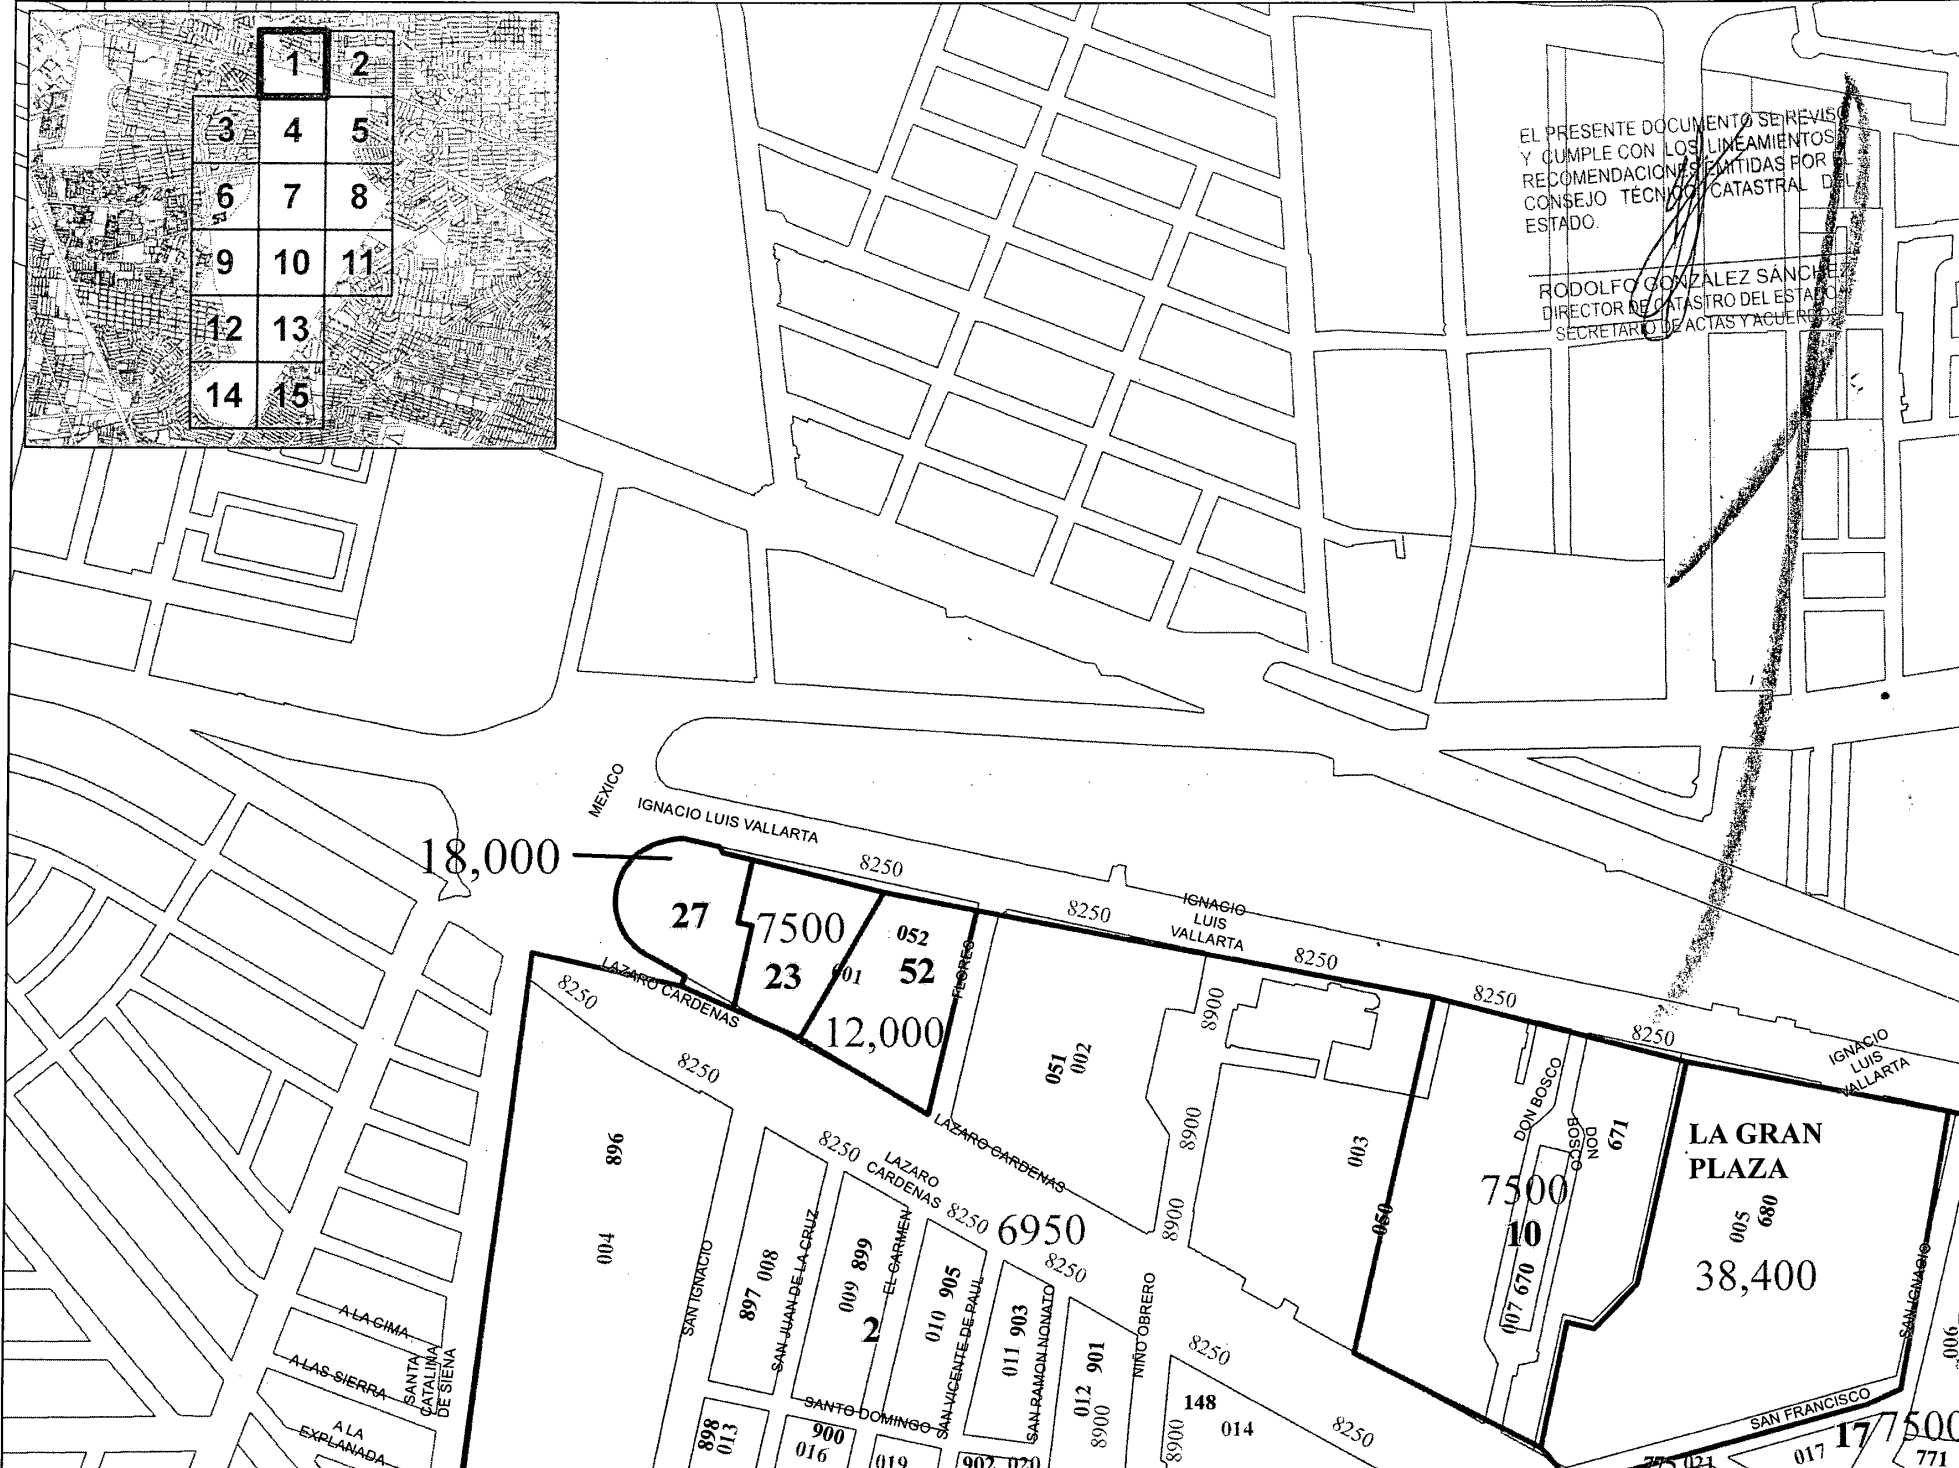 1 2
3 4 5
6 7 8
9 10 11
12 13
14 15
EL PRESENTE DOCUMENTO SE REVISÓ
Y CUMPLE CON LOS LINEAMIENTOS
RECOMENDACIONES EMITIDAS POR EL
CONSEJO TÉCNICO CATASTRAL DEL
ESTADO.
RODOLFO GONZÁLEZ SÁNCHEZ
DIRECTOR DE CATASTRO DEL ESTADO
SECRETARIO DE ACTAS Y ACUERDOS
MEXICO
IGNACIO LUIS VALLARTA
18,000
8250
27
7500
23
001
052
52
12,000
FLORES
8250
IGNACIO
LUIS
VALLARTA
8250
8250
8250
IGNACIO
LUIS
VALLARTA
LAZARO CARDENAS
8250
8250
8900
051
002
8900
8900
003
050
DON BOSCO
DON
BOSCO
671
7500
10
007 670
LA GRAN
PLAZA
005 680
38,400
SAN IGNACIO
006
LAZARO CARDENAS
896
004
8250
LAZARO
CARDENAS
8250
6950
8250
SAN IGNACIO
897 008
SAN JUAN DE LA CRUZ
009 899
EL CARMEN
2
010 905
SAN VICENTE DE PAUL
011 903
SAN RAMON NONATO
012 901
8900
NIÑO OBRERO
8250
148
014
8900
8250
A LA CIMA
A LAS SIERRA
SANTA
CATALINA
DE SIENA
A LA
EXPLANADA
SANTO DOMINGO
898
013
900
016
019
902 020
SAN FRANCISCO
17
7500
775 021
017
771